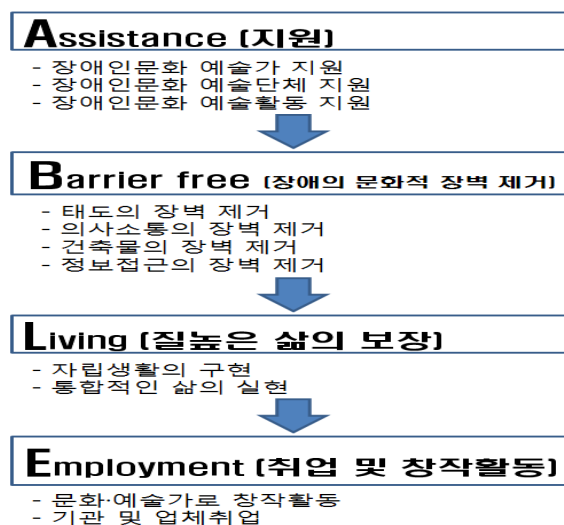 Assistance (지원)
- 장애인문화 예술가 지원
- 장애인문화 예술단체 지원
- 장애인문화 예술활동 지원
Barrier free (장애의 문화적 장벽 제거)
- 태도의 장벽 제거
- 의사소통의 장벽 제거
- 건축물의 장벽 제거
- 정보접근의 장벽 제거
Living (질높은 삶의 보장)
- 자립생활의 구현
- 통합적인 삶의 실현
Employment (취업 및 창작활동)
- 문화·예술가로 창작활동
- 기관 및 업체취업